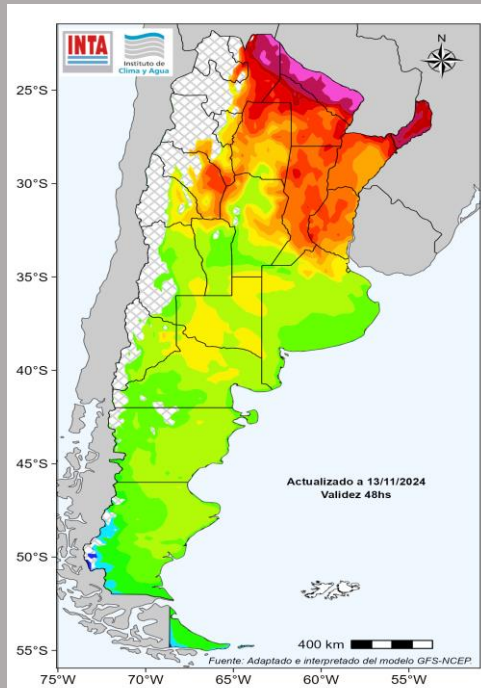 INTA
Instituto de
Clima y Agua
N
25°S
30°S
35°S
40°S
45°S
50°S
55°S
Actualizado a 13/11/2024
Validez 48hs
400 km
Fuente: Adaptado e interpretado del modelo GFS-NCEP.
75°W
70°W
65°W
60°W
55°W